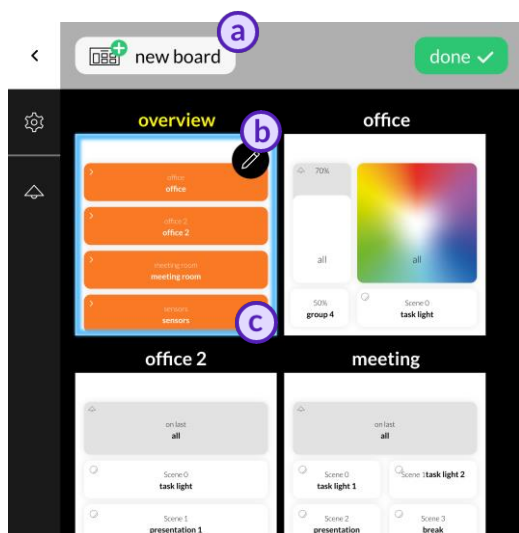 a
new board
done
overview
office
b
office
office
office 2
office 2
meeting room
meeting room
sensors
sensors
c
70%
all
all
50%
group 4
Scene 0
task light
office 2
meeting
on last
all
Scene 0
task light
Scene 1
presentation 1
on last
all
Scene 0
task light 1
Scene 1 task light 2
Scene 2
presentation
Scene 3
break